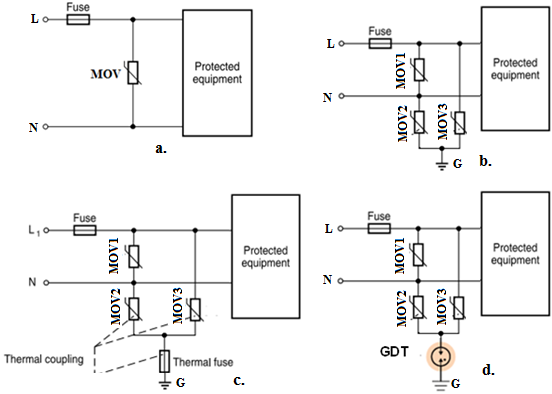 Fuse
L
MOV
Protected
equipment
N
a.
Fuse
L
MOV1
Protected
equipment
N
MOV2
MOV3
G
b.
Fuse
L1
MOV1
Protected
equipment
N
MOV2
MOV3
Thermal coupling
Thermal fuse
G
c.
Fuse
L
MOV1
Protected
equipment
N
MOV2
MOV3
GDT
G
d.